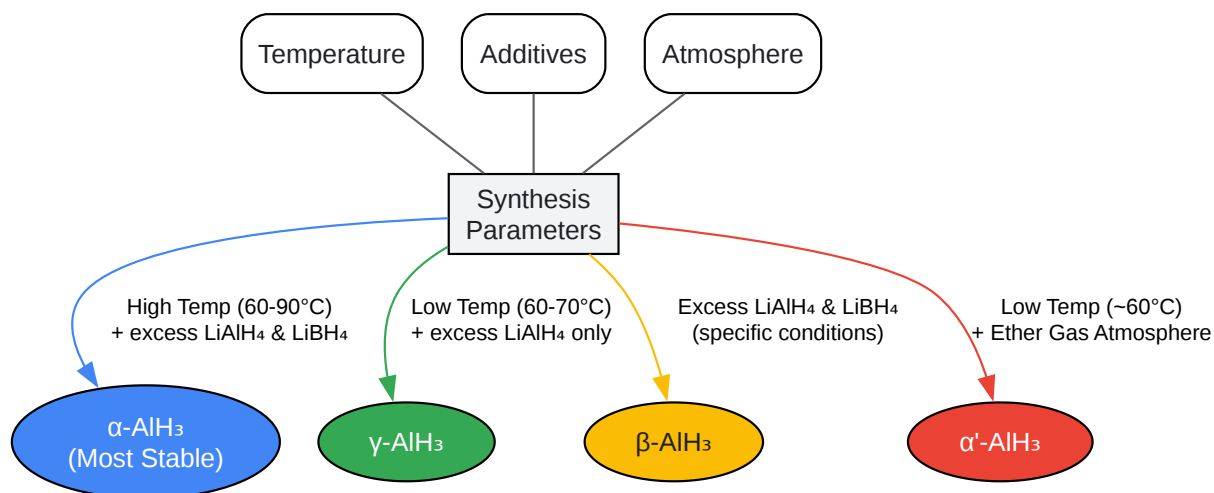 Temperature
Additives
Atmosphere
Synthesis
Parameters
High Temp (60-90°C)
+ excess LiAlH₄ & LiBH₄
Low Temp (60-70°C)
+ excess LiAlH₄ only
Excess LiAlH₄ & LiBH₄
(specific conditions)
Low Temp (~60°C)
+ Ether Gas Atmosphere
α-AlH₃
(Most Stable)
γ-AlH₃
β-AlH₃
α'-AlH₃